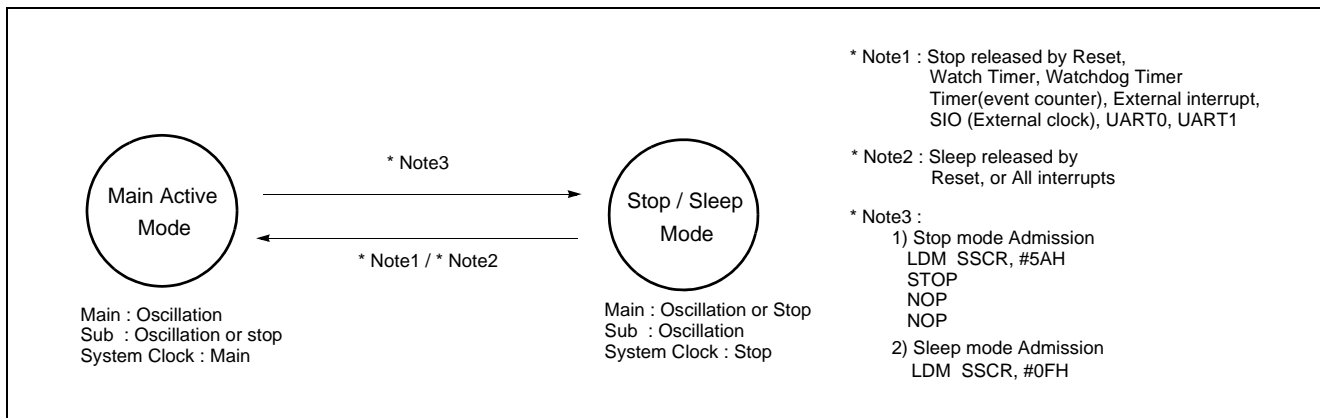 Main Active
Mode
* Note3
* Note1 / * Note2
Stop / Sleep
Mode
Main : Oscillation
Sub : Oscillation or stop
System Clock : Main
Main : Oscillation or Stop
Sub : Oscillation
System Clock : Stop
* Note1 : Stop released by Reset,
Watch Timer, Watchdog Timer
Timer(event counter), External interrupt,
SIO (External clock), UART0, UART1
* Note2 : Sleep released by
Reset, or All interrupts
* Note3 :
1) Stop mode Admission
LDM SSCR, #5AH
STOP
NOP
NOP
2) Sleep mode Admission
LDM SSCR, #0FH